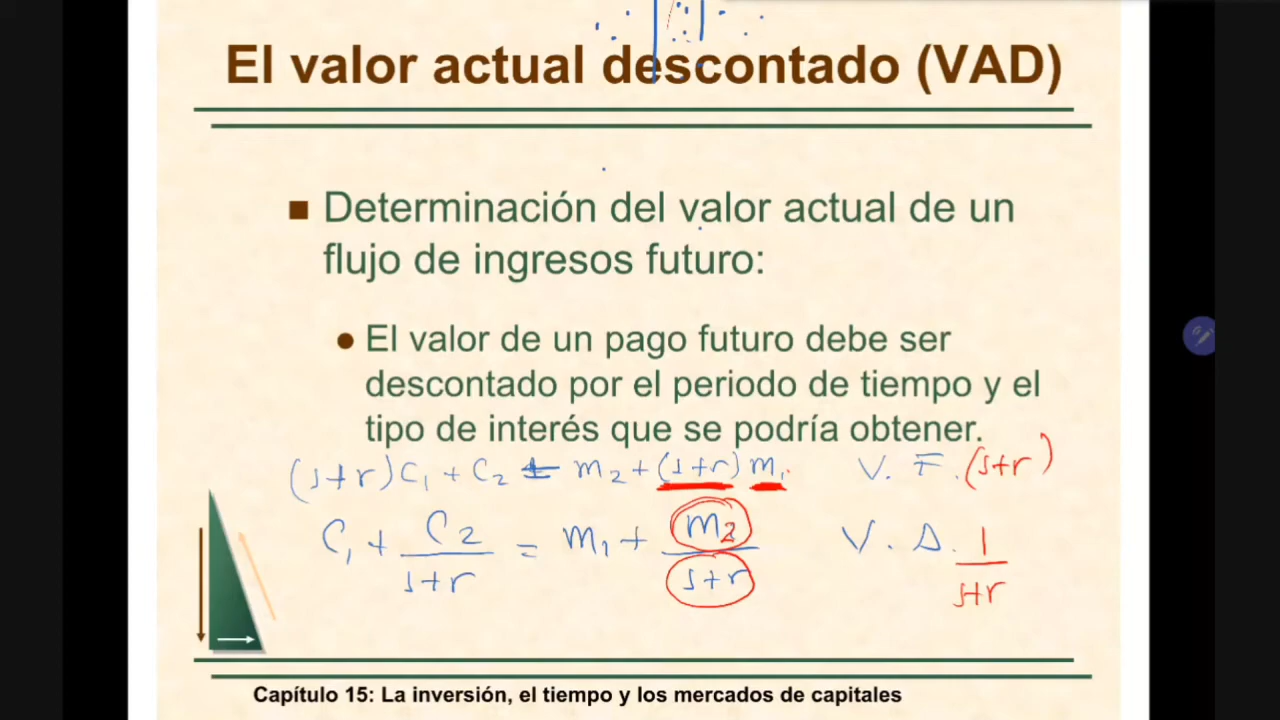 El valor actual descontado (VAD)
■ Determinación del valor actual de un
flujo de ingresos futuro:
● El valor de un pago futuro debe ser
descontado por el periodo de tiempo y el
tipo de interés que se podría obtener.
(1+r)C₁ + C₂ = m₂ + (1+r) m₁ V. F. (1+r)
C₁ + C₂/(1+r) = m₁ + m₂/(1+r) V. A. 1/(1+r)
Capítulo 15: La inversión, el tiempo y los mercados de capitales